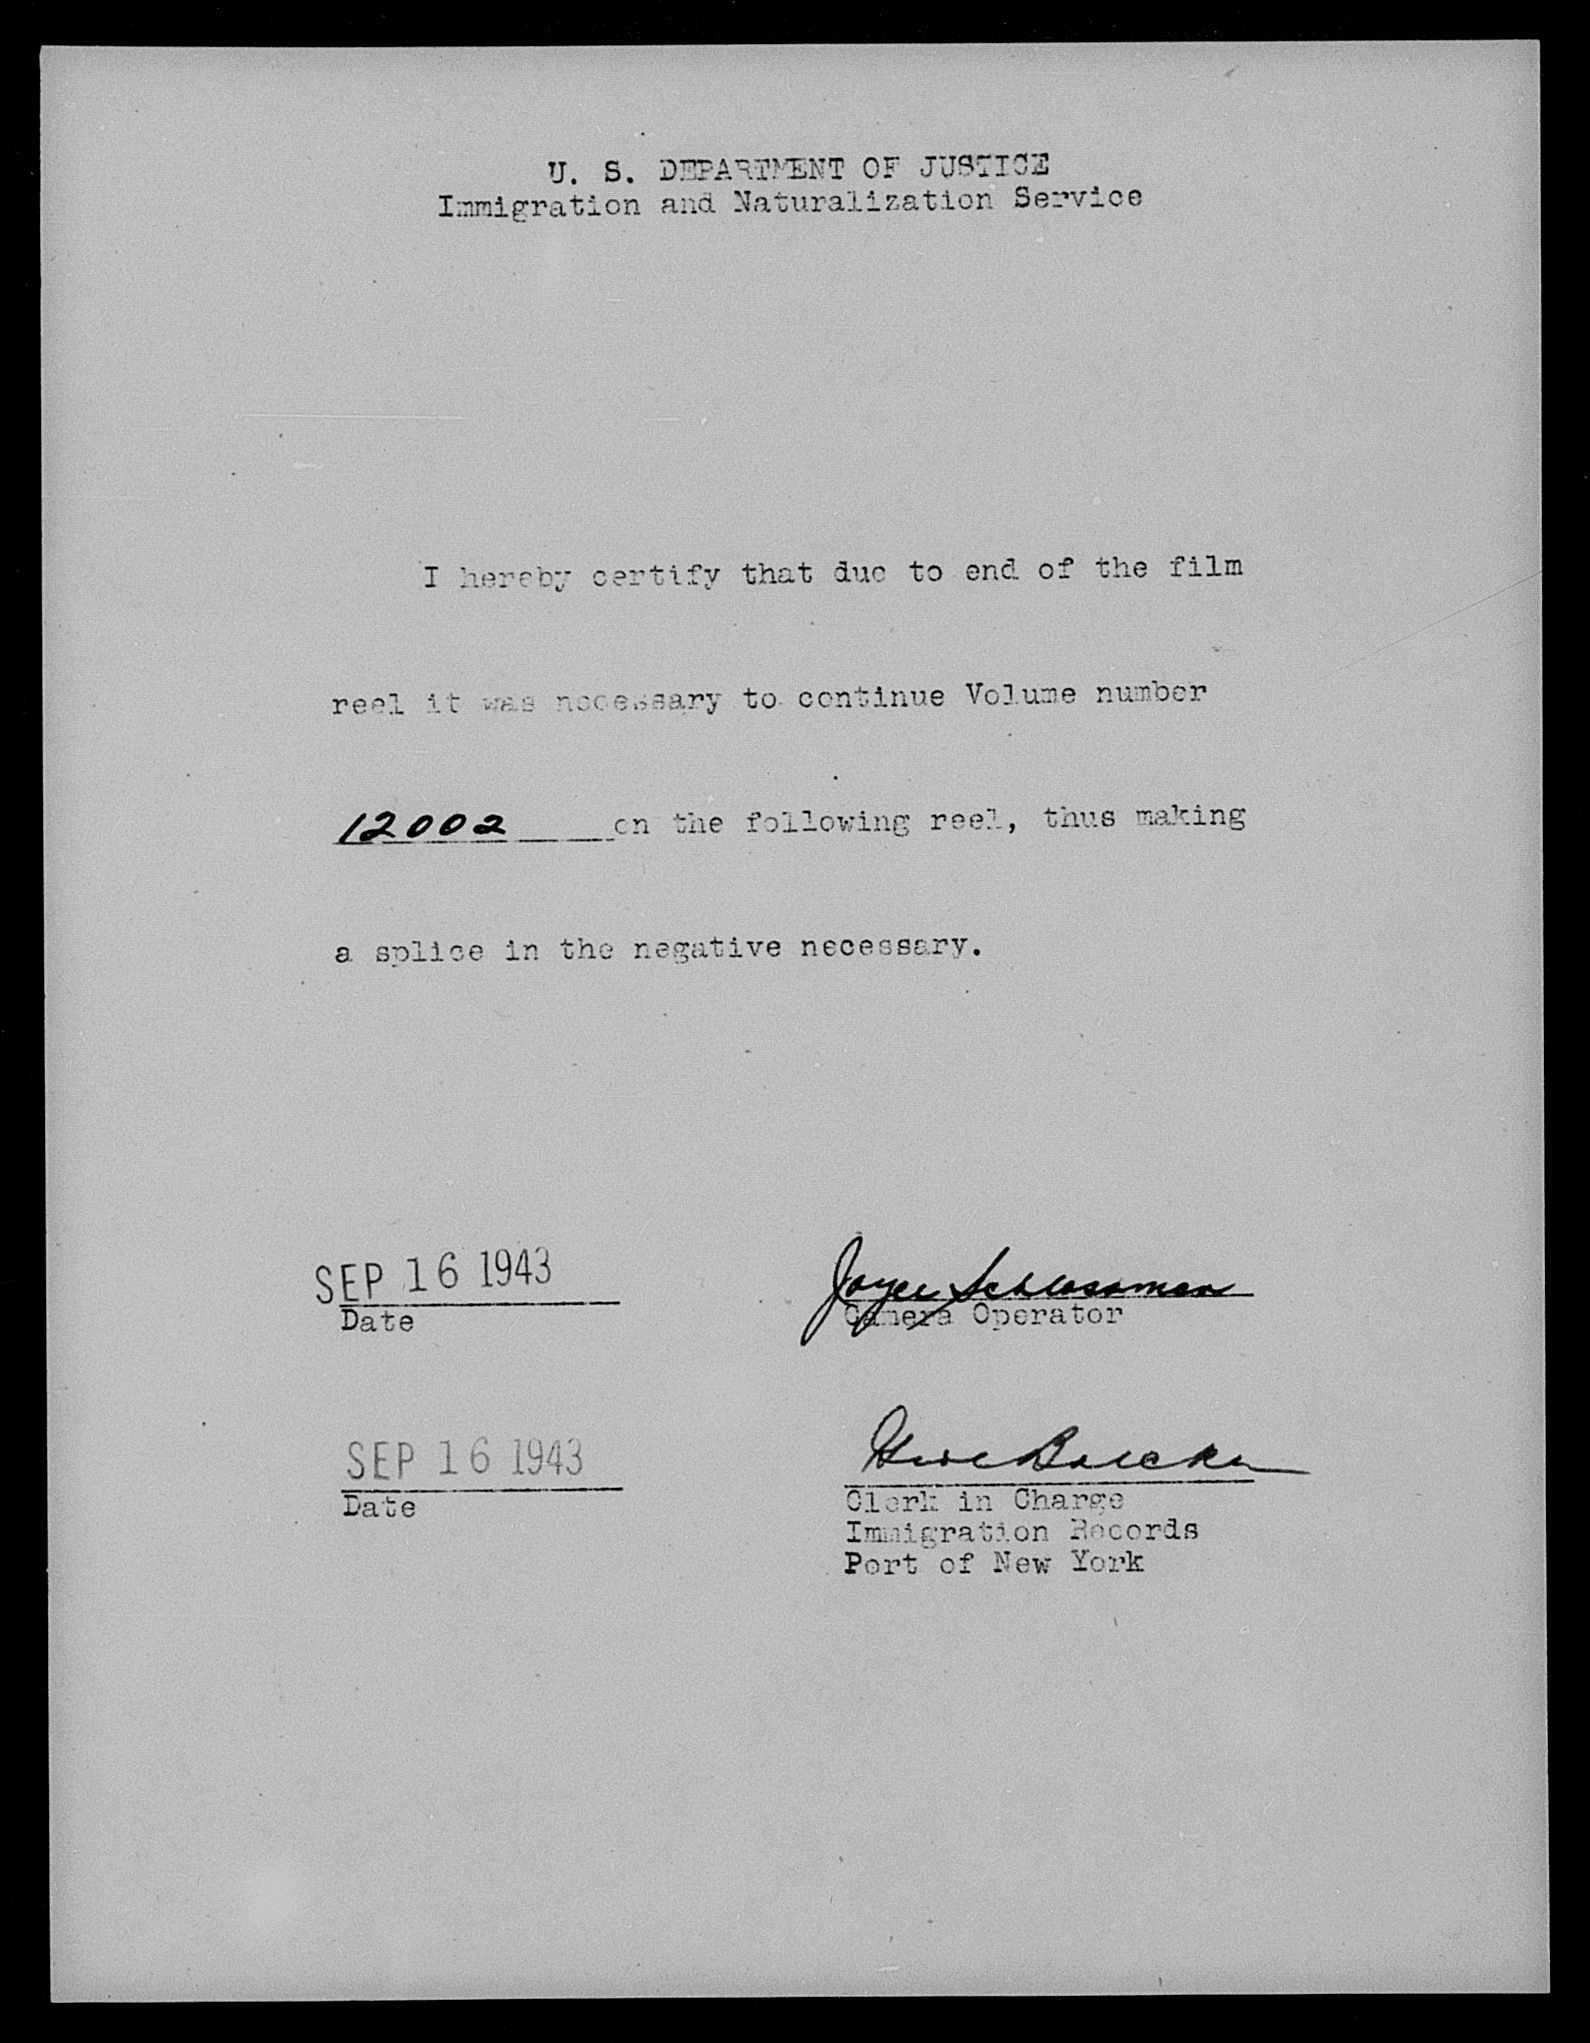 U. S. DEPARTMENT OF JUSTICE
Immigration and Naturalization Service
I hereby certify that due to end of the film
reel it was necessary to continue Volume number
12002 on the following reel, thus making
a splice in the negative necessary.
SEP 16 1943
Date
Joyce Schlossman
Camera Operator
SEP 16 1943
Date
Clerk in Charge
Immigration Records
Port of New York